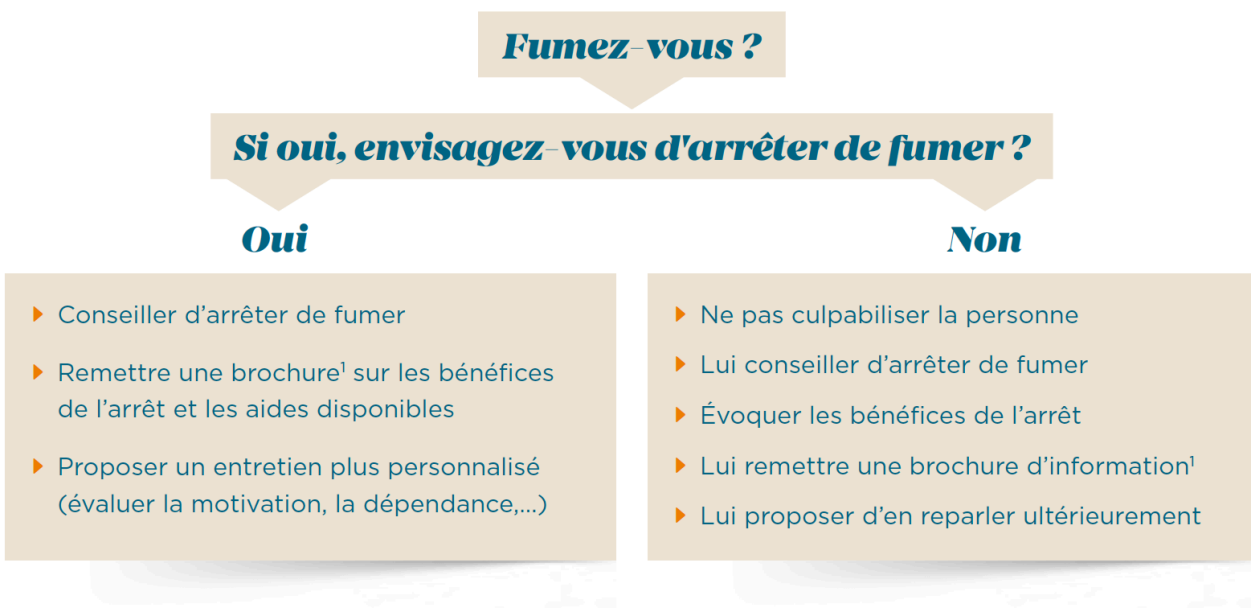 Fumez-vous ?
Si oui, envisagez-vous d'arrêter de fumer ?
Oui
Conseiller d’arrêter de fumer
Remettre une brochure¹ sur les bénéfices
de l’arrêt et les aides disponibles
Proposer un entretien plus personnalisé
(évaluer la motivation, la dépendance,...)
Non
Ne pas culpabiliser la personne
Lui conseiller d’arrêter de fumer
Évoquer les bénéfices de l’arrêt
Lui remettre une brochure d’information¹
Lui proposer d’en reparler ultérieurement